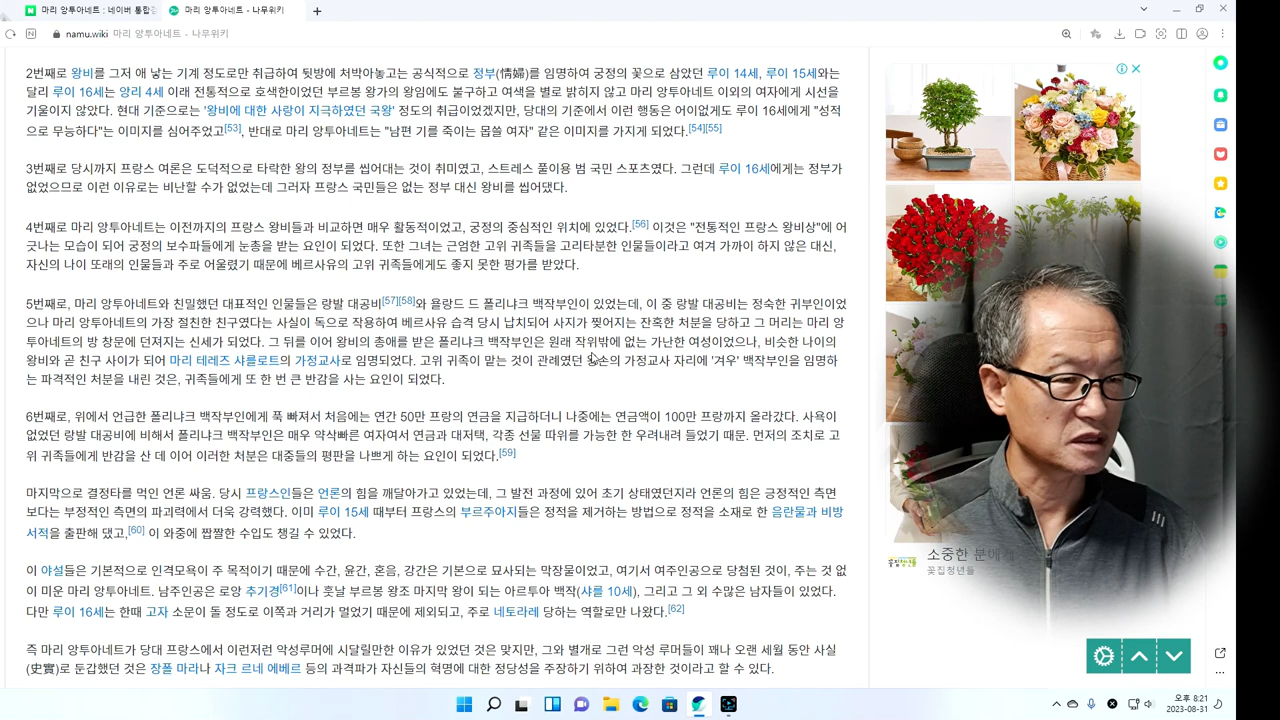 마리 앙투아네트 : 네이버 통합검
마리 앙투아네트 - 나무위키
namu.wiki 마리 앙투아네트 - 나무위키
2번째로 왕비를 그저 애 낳는 기계 정도로만 취급하여 뒷방에 처박아놓고는 공식적으로 정부(情婦)를 임명하여 궁정의 꽃으로 삼았던 루이 14세, 루이 15세와는
달리 루이 16세는 앙리 4세 이래 전통적으로 호색한이었던 부르봉 왕가의 왕임에도 불구하고 여색을 별로 밝히지 않고 마리 앙투아네트 이외의 여자에게 시선을
기울이지 않았다. 현대 기준으로는 '왕비에 대한 사랑이 지극하였던 국왕' 정도의 취급이었겠지만, 당대의 기준에서 이런 행동은 어이없게도 루이 16세에게 "성적
으로 무능하다"는 이미지를 심어주었고[53], 반대로 마리 앙투아네트는 "남편 기를 죽이는 몹쓸 여자" 같은 이미지를 가지게 되었다.[54][55]
3번째로 당시까지 프랑스 여론은 도덕적으로 타락한 왕의 정부를 씹어대는 것이 취미였고, 스트레스 풀이용 범 국민 스포츠였다. 그런데 루이 16세에게는 정부가
없었으므로 이런 이유로는 비난할 수가 없었는데 그러자 프랑스 국민들은 없는 정부 대신 왕비를 씹어댔다.
4번째로 마리 앙투아네트는 이전까지의 프랑스 왕비들과 비교하면 매우 활동적이었고, 궁정의 중심적인 위치에 있었다.[56] 이것은 "전통적인 프랑스 왕비상"에 어
긋나는 모습이 되어 궁정의 보수파들에게 눈총을 받는 요인이 되었다. 또한 그녀는 근엄한 고위 귀족들을 고리타분한 인물들이라고 여겨 가까이 하지 않은 대신,
자신의 나이 또래의 인물들과 주로 어울렸기 때문에 베르사유의 고위 귀족들에게도 좋지 못한 평가를 받았다.
5번째로, 마리 앙투아네트와 친밀했던 대표적인 인물들은 랑발 대공비[57][58]와 욜랑드 드 폴리냐크 백작부인이 있었는데, 이 중 랑발 대공비는 정숙한 귀부인이었
으나 마리 앙투아네트의 가장 절친한 친구였다는 사실이 독으로 작용하여 베르사유 습격 당시 납치되어 사지가 찢어지는 잔혹한 처분을 당하고 그 머리는 마리 앙
투아네트의 방 창문에 던져지는 신세가 되었다. 그 뒤를 이어 왕비의 총애를 받은 폴리냐크 백작부인은 원래 작위밖에 없는 가난한 여성이었으나, 비슷한 나이의
왕비와 곧 친구 사이가 되어 마리 테레즈 샤를로트의 가정교사로 임명되었다. 고위 귀족이 맡는 것이 관례였던 왕손의 가정교사 자리에 '겨우' 백작부인을 임명하
는 파격적인 처분을 내린 것은, 귀족들에게 또 한 번 큰 반감을 사는 요인이 되었다.
6번째로, 위에서 언급한 폴리냐크 백작부인에게 푹 빠져서 처음에는 연간 50만 프랑의 연금을 지급하더니 나중에는 연금액이 100만 프랑까지 올라갔다. 사욕이
없었던 랑발 대공비에 비해서 폴리냐크 백작부인은 매우 약삭빠른 여자여서 연금과 대저택, 각종 선물 따위를 가능한 한 우려내려 들었기 때문. 먼저의 조치로 고
위 귀족들에게 반감을 산 데 이어 이러한 처분은 대중들의 평판을 나쁘게 하는 요인이 되었다.[59]
마지막으로 결정타를 먹인 언론 싸움. 당시 프랑스인들은 언론의 힘을 깨달아가고 있었는데, 그 발전 과정에 있어 초기 상태였던지라 언론의 힘은 긍정적인 측면
보다는 부정적인 측면의 파괴력에서 더욱 강력했다. 이미 루이 15세 때부터 프랑스의 부르주아지들은 정적을 제거하는 방법으로 정적을 소재로 한 음란물과 비방
서적을 출판해 댔고,[60] 이 와중에 짭짤한 수입도 챙길 수 있었다.
이 야설들은 기본적으로 인격모욕이 주 목적이기 때문에 수간, 윤간, 혼음, 강간은 기본으로 묘사되는 막장물이었고, 여기서 여주인공으로 당첨된 것이, 주는 것 없
이 미운 마리 앙투아네트. 남주인공은 로앙 추기경[61]이나 훗날 부르봉 왕조 마지막 왕이 되는 아르투아 백작(샤를 10세), 그리고 그 외 수많은 남자들이 있었다.
다만 루이 16세는 한때 고자 소문이 돌 정도로 이쪽과 거리가 멀었기 때문에 제외되고, 주로 네토라레 당하는 역할로만 나왔다.[62]
즉 마리 앙투아네트가 당대 프랑스에서 이런저런 악성루머에 시달릴만한 이유가 있었던 것은 맞지만, 그와 별개로 그런 악성 루머들이 꽤나 오랜 세월 동안 사실
(史實)로 둔갑했던 것은 장폴 마라나 자크 르네 에베르 등의 과격파가 자신들의 혁명에 대한 정당성을 주장하기 위하여 과장한 것이라고 할 수 있다.
꽃집청년들
소중한 분에게
꽃집청년들
오후 8:21
2023-08-31